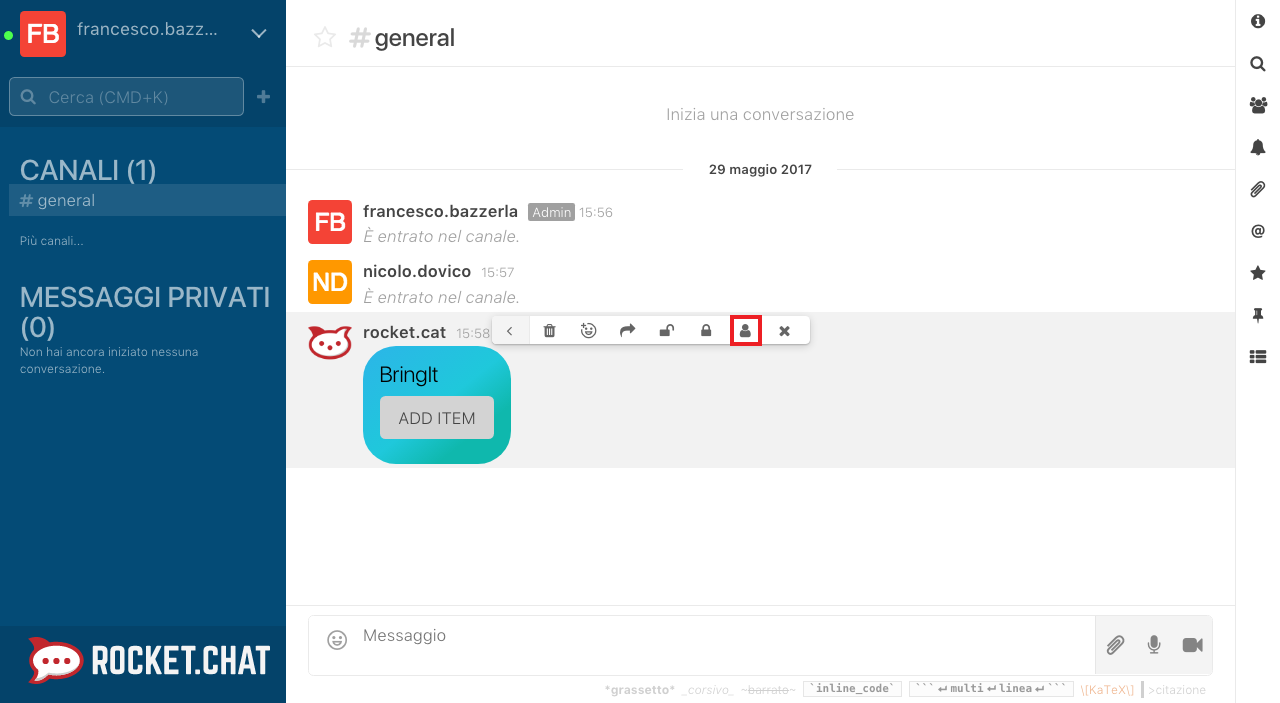 FB francesco.bazz...
Cerca (CMD+K)
CANALI (1)
# general
Più canali...
MESSAGGI PRIVATI
(0)
Non hai ancora iniziato nessuna
conversazione.
ROCKET.CHAT
# general
Inizia una conversazione
29 maggio 2017
FB francesco.bazzerla Admin 15:56
È entrato nel canale.
ND nicolo.dovico 15:57
È entrato nel canale.
rocket.cat 15:58
BringIt
ADD ITEM
Messaggio
*grassetto* _corsivo_ ~barrato~ `inline_code` ```↵multi↵linea↵``` \[KaTeX\] >citazione
@